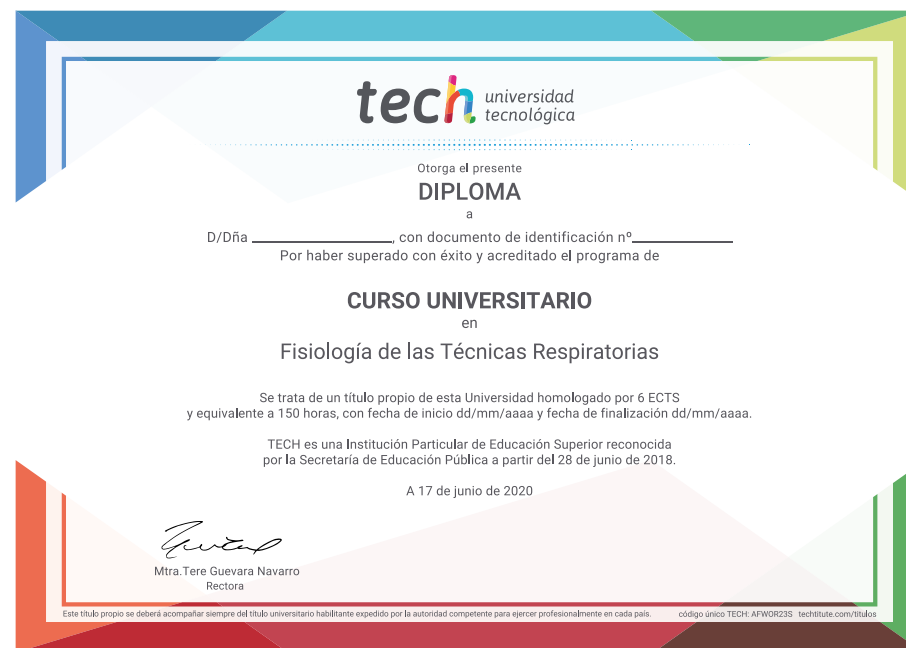 tech universidad
tecnológica
Otorga el presente
DIPLOMA
a
D/Dña ____________________, con documento de identificación nº______________
Por haber superado con éxito y acreditado el programa de
CURSO UNIVERSITARIO
en
Fisiología de las Técnicas Respiratorias
Se trata de un título propio de esta Universidad homologado por 6 ECTS
y equivalente a 150 horas, con fecha de inicio dd/mm/aaaa y fecha de finalización dd/mm/aaaa.
TECH es una Institución Particular de Educación Superior reconocida
por la Secretaría de Educación Pública a partir del 28 de junio de 2018.
A 17 de junio de 2020
Mtra.Tere Guevara Navarro
Rectora
Este título propio se deberá acompañar siempre del título universitario habilitante expedido por la autoridad competente para ejercer profesionalmente en cada país. código único TECH: AFWOR23S techtitute.com/titulos